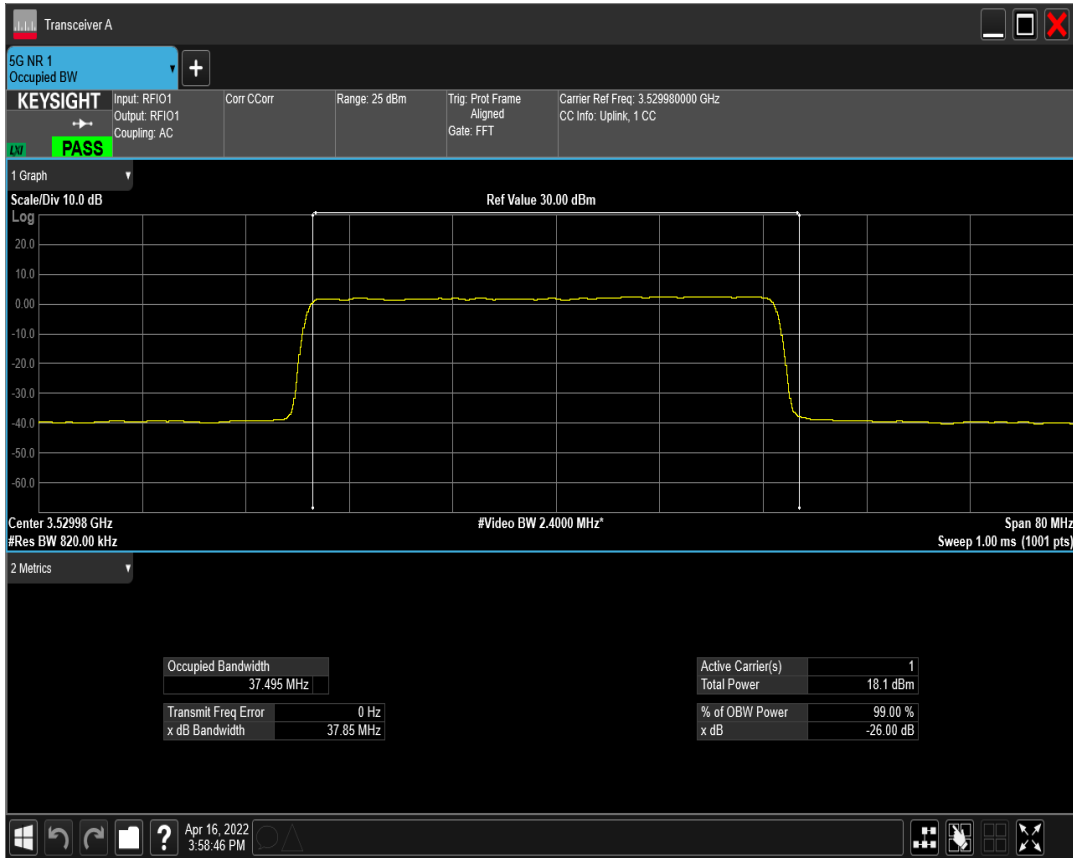 Transceiver A
5G NR 1
Occupied BW
KEYSIGHT
LXI
PASS
Input: RFIO1
Output: RFIO1
Coupling: AC
Corr CCorr
Range: 25 dBm
Trig: Prot Frame
Aligned
Gate: FFT
Carrier Ref Freq: 3.529980000 GHz
CC Info: Uplink, 1 CC
1 Graph
Scale/Div 10.0 dB
Ref Value 30.00 dBm
Log
20.0
10.0
0.00
-10.0
-20.0
-30.0
-40.0
-50.0
-60.0
Center 3.52998 GHz
#Video BW 2.4000 MHz*
Span 80 MHz
#Res BW 820.00 kHz
Sweep 1.00 ms (1001 pts)
2 Metrics
Occupied Bandwidth
37.495 MHz
Transmit Freq Error 0 Hz
x dB Bandwidth 37.85 MHz
Active Carrier(s) 1
Total Power 18.1 dBm
% of OBW Power 99.00 %
x dB -26.00 dB
?
Apr 16, 2022
3:58:46 PM